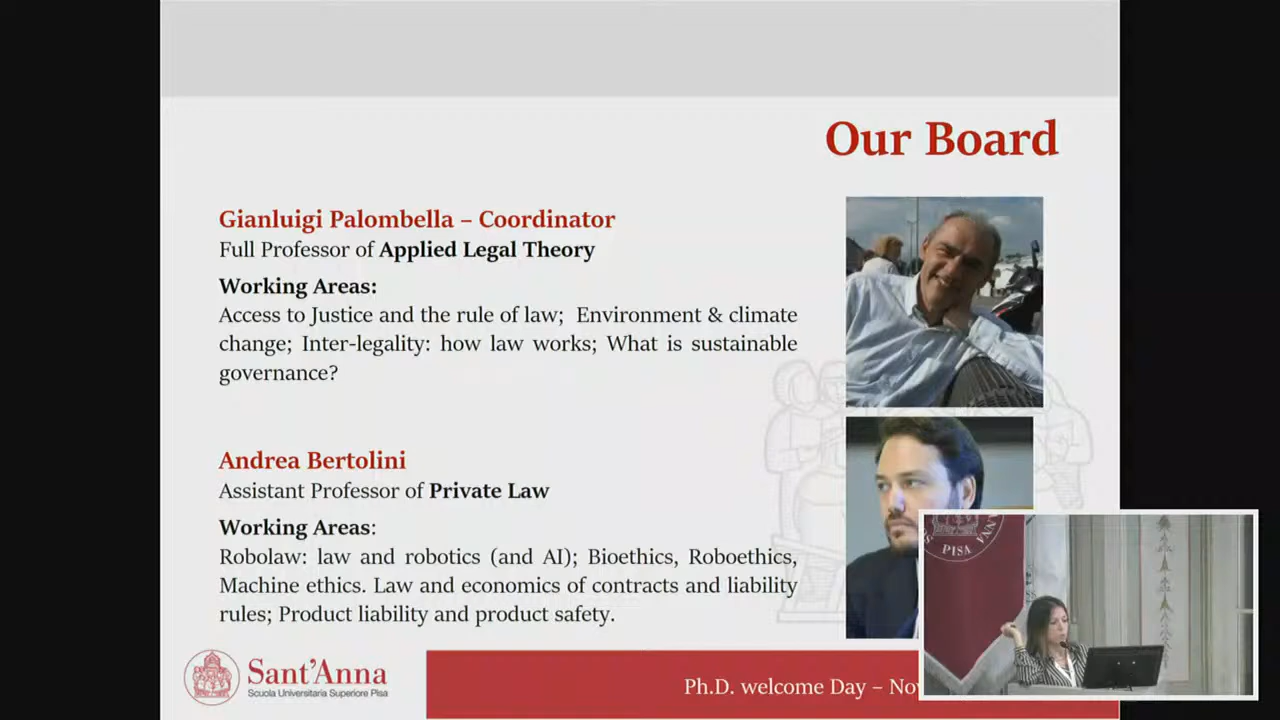 Our Board
Gianluigi Palombella – Coordinator
Full Professor of Applied Legal Theory
Working Areas:
Access to Justice and the rule of law; Environment & climate
change; Inter-legality: how law works; What is sustainable
governance?
Andrea Bertolini
Assistant Professor of Private Law
Working Areas:
Robolaw: law and robotics (and AI); Bioethics, Roboethics,
Machine ethics. Law and economics of contracts and liability
rules; Product liability and product safety.
PISA
Sant'Anna
Scuola Universitaria Superiore Pisa
Ph.D. welcome Day –